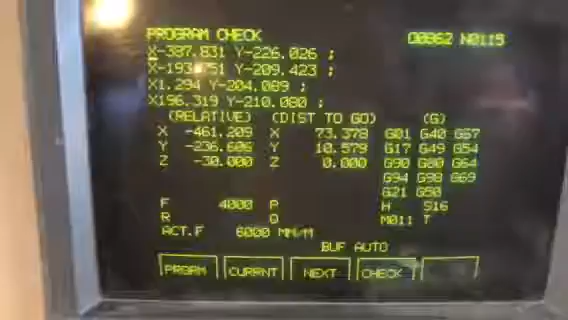 PROGRAM CHECK O0862 N0115
X-387.831 Y-226.026 ;
Y-209.423 ;
X1.294 Y-204.089 ;
X196.319 Y-210.080 ;
(RELATIVE) (DIST TO GO) (G)
X -461.209 X 73.378 G01 G40 G67
Y -236.606 Y 10.579 G17 G49 G54
Z -30.000 Z 0.000 G90 G80 G64
G94 G98 G69
G21 G50
F 4000 P H S16
R Q M011 T
ACT.F 6000 MM/M
BUF AUTO
PRGRM CURRNT NEXT CHECK